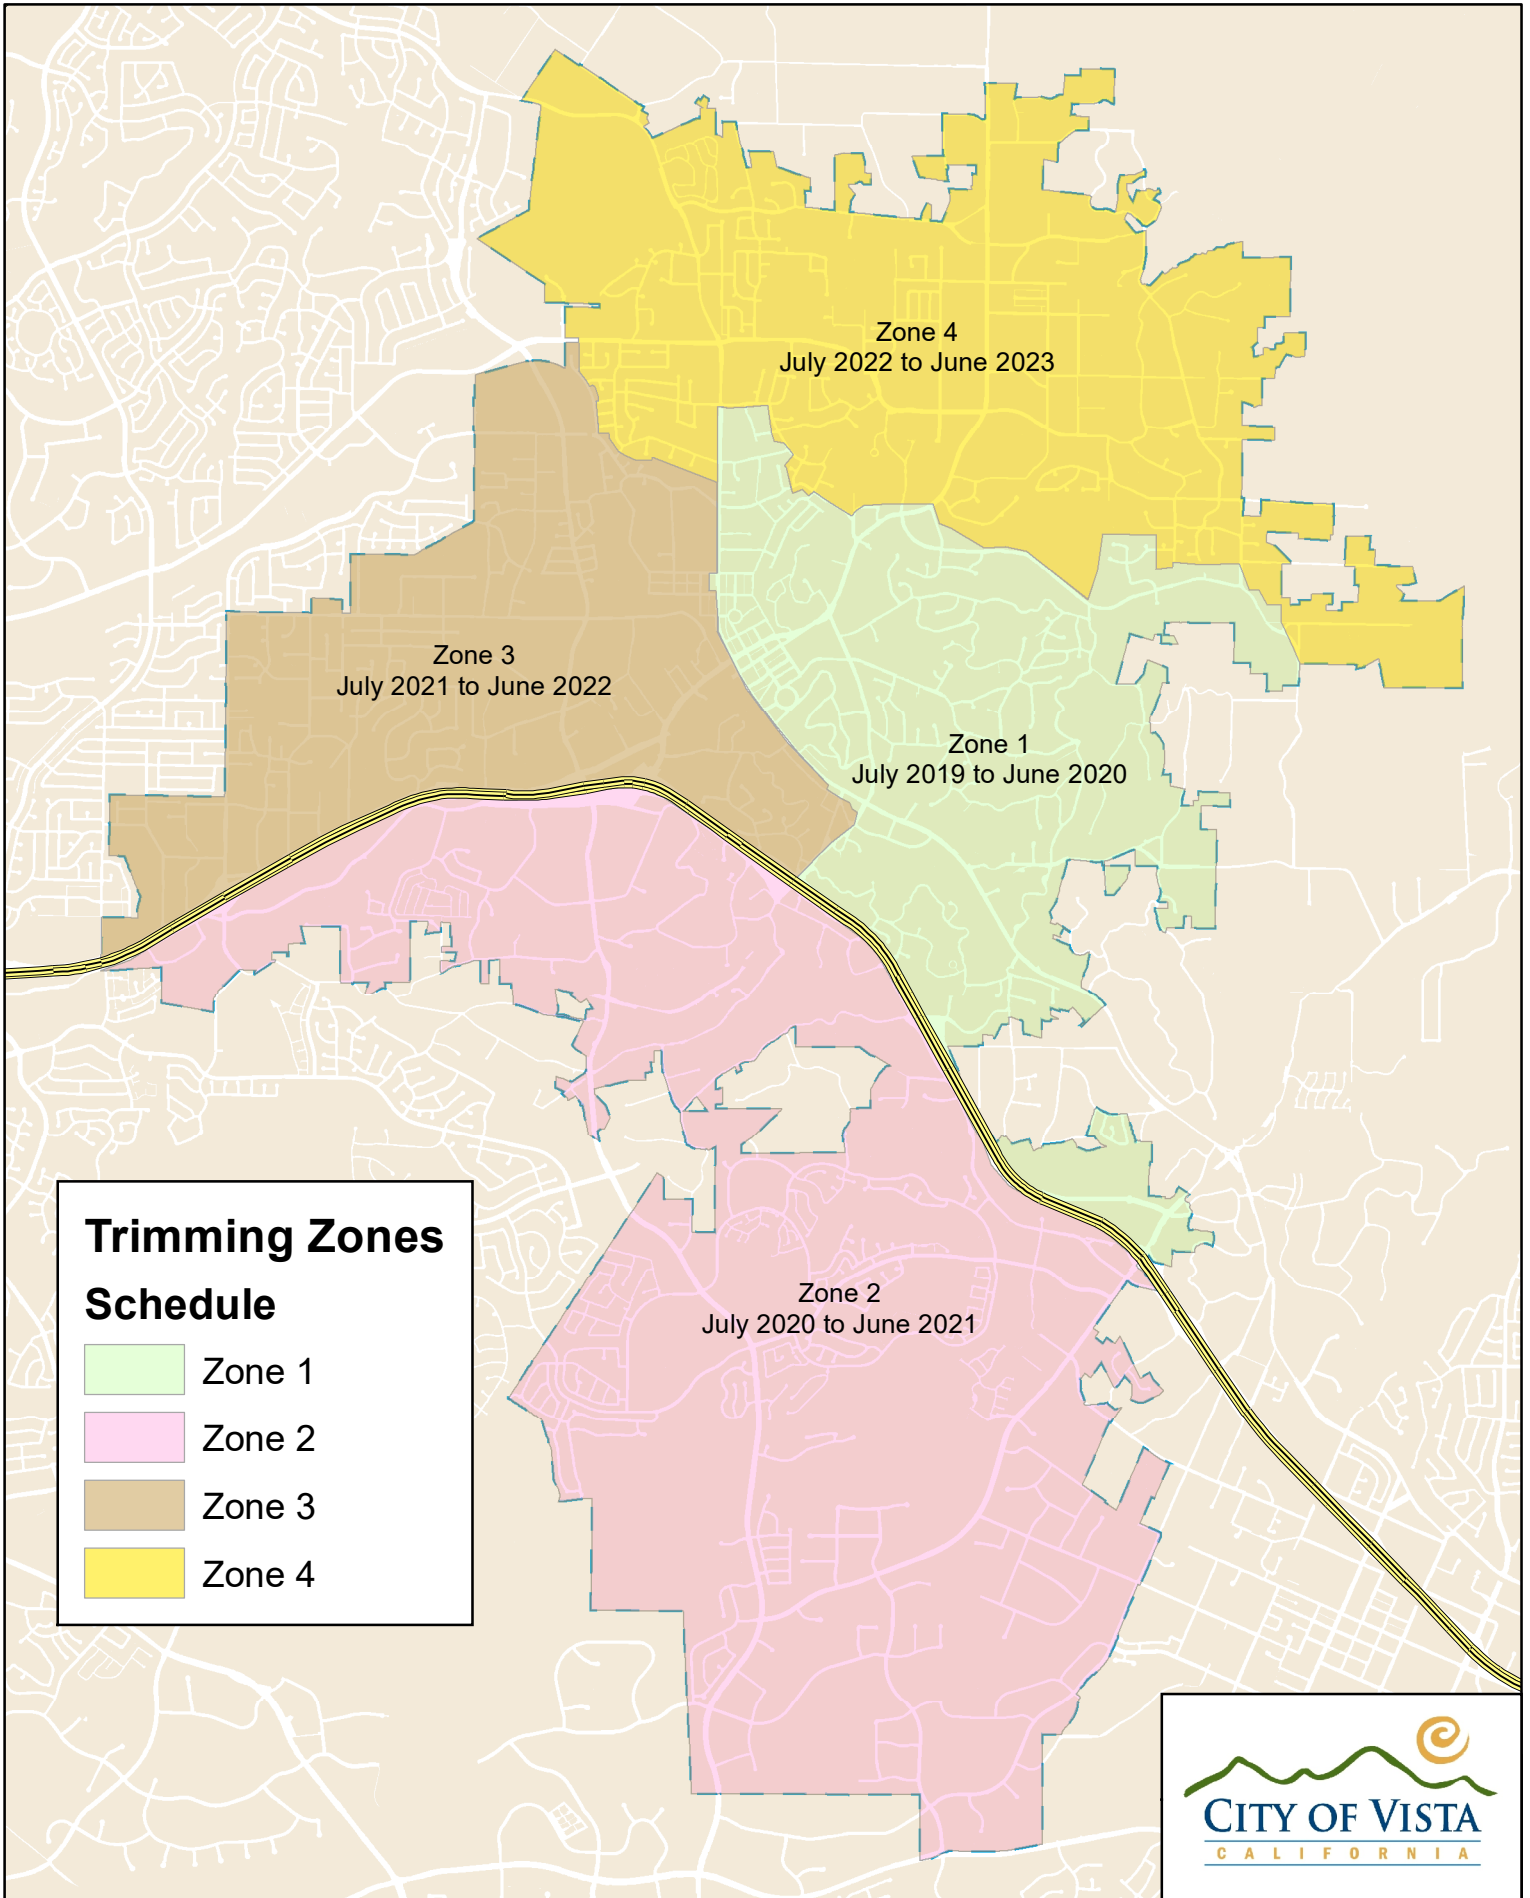 Zone 4
July 2022 to June 2023
Zone 3
July 2021 to June 2022
Zone 1
July 2019 to June 2020
Zone 2
July 2020 to June 2021
Trimming Zones
Schedule
Zone 1
Zone 2
Zone 3
Zone 4
CITY OF VISTA
CALIFORNIA